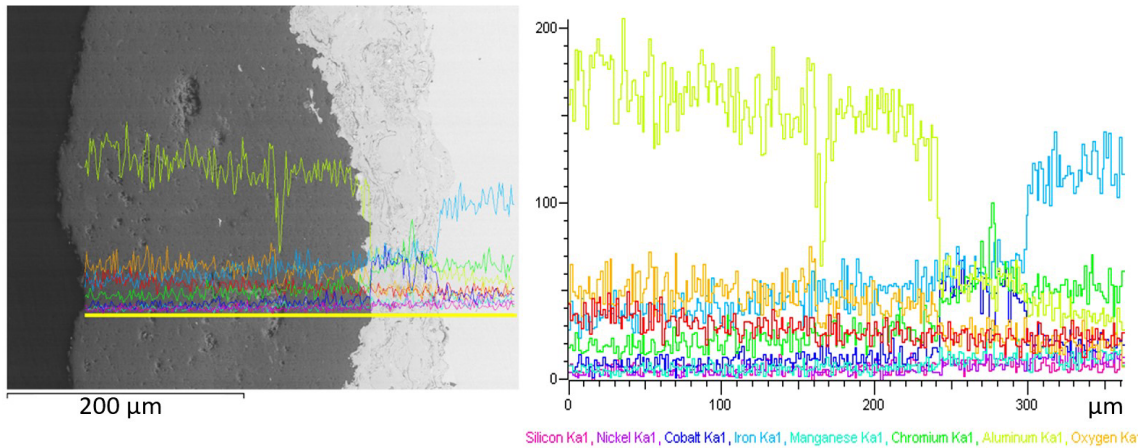 200 µm
200
100
0
0 100 200 300 µm
Silicon Ka1, Nickel Ka1, Cobalt Ka1, Iron Ka1, Manganese Ka1, Chromium Ka1, Aluminum Ka1, Oxygen Ka